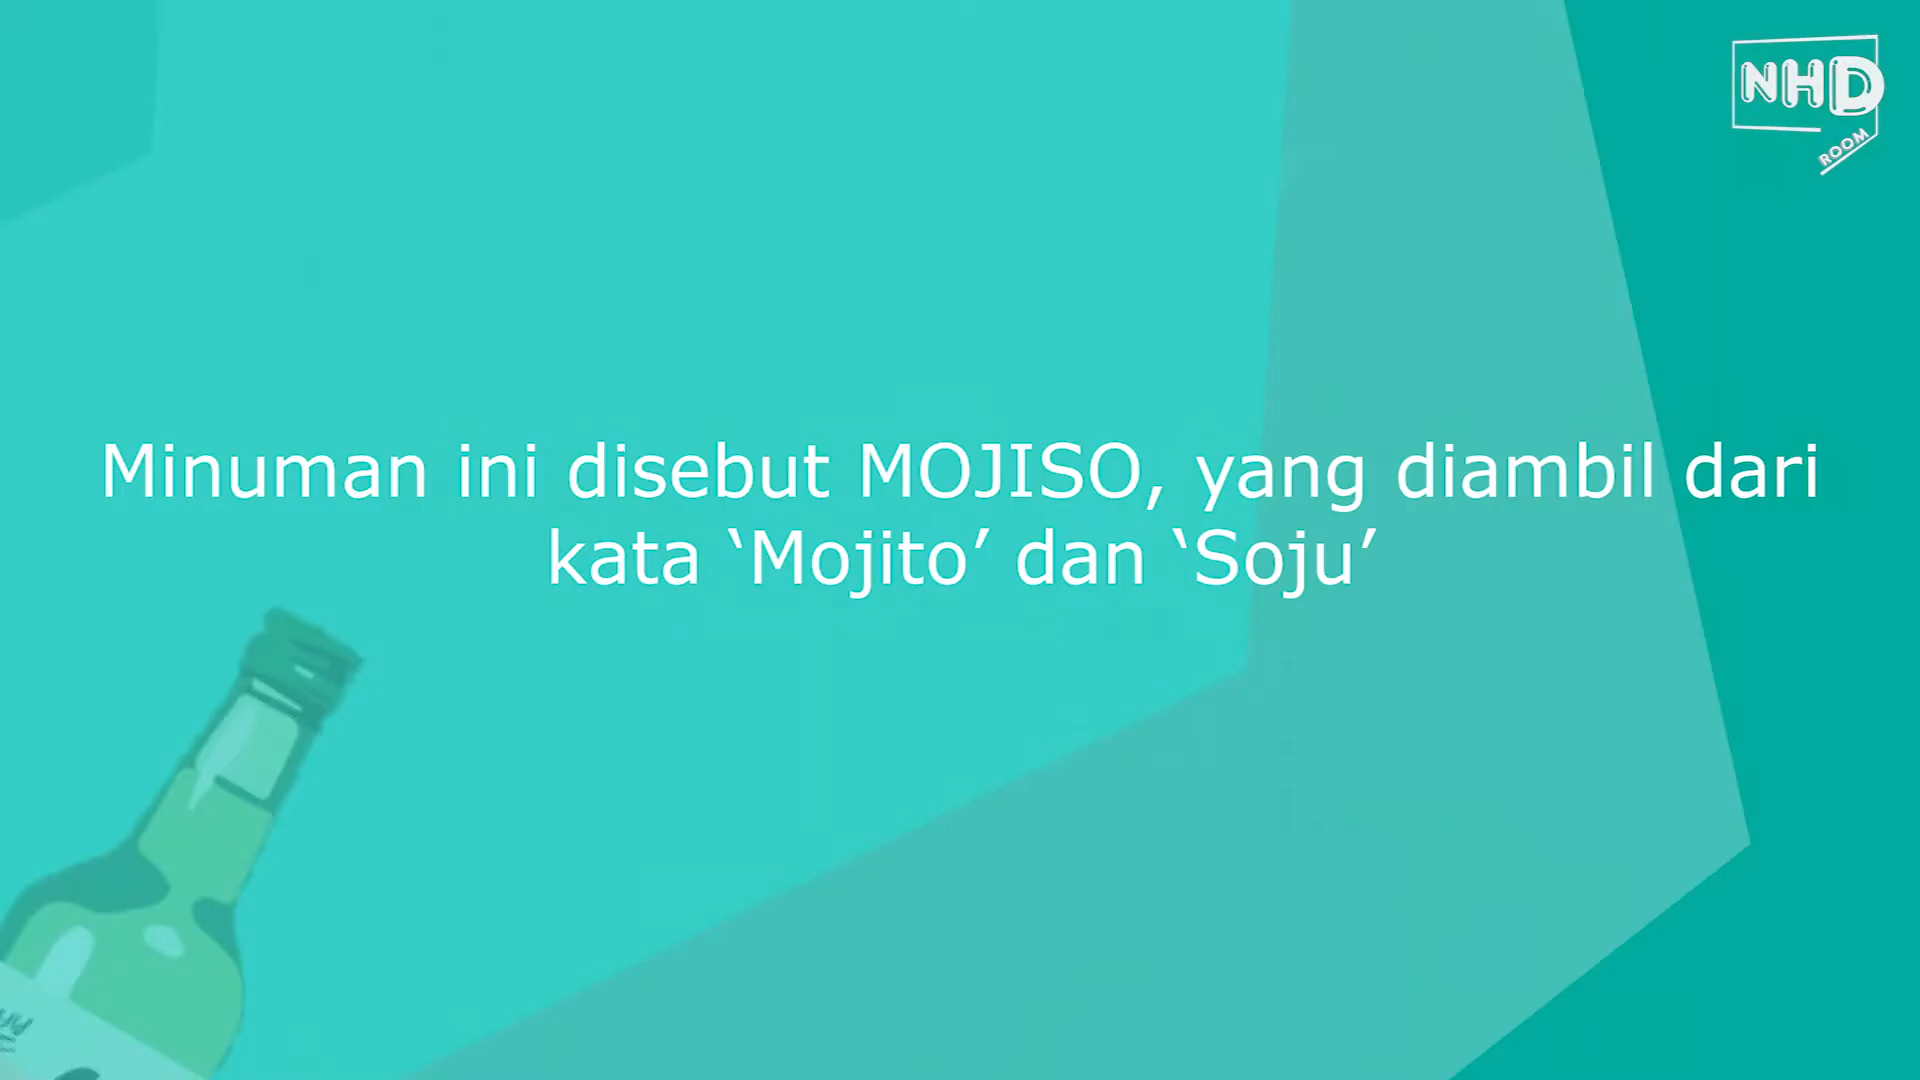 NHD
ROOM
Minuman ini disebut MOJISO, yang diambil dari
kata ‘Mojito’ dan ‘Soju’